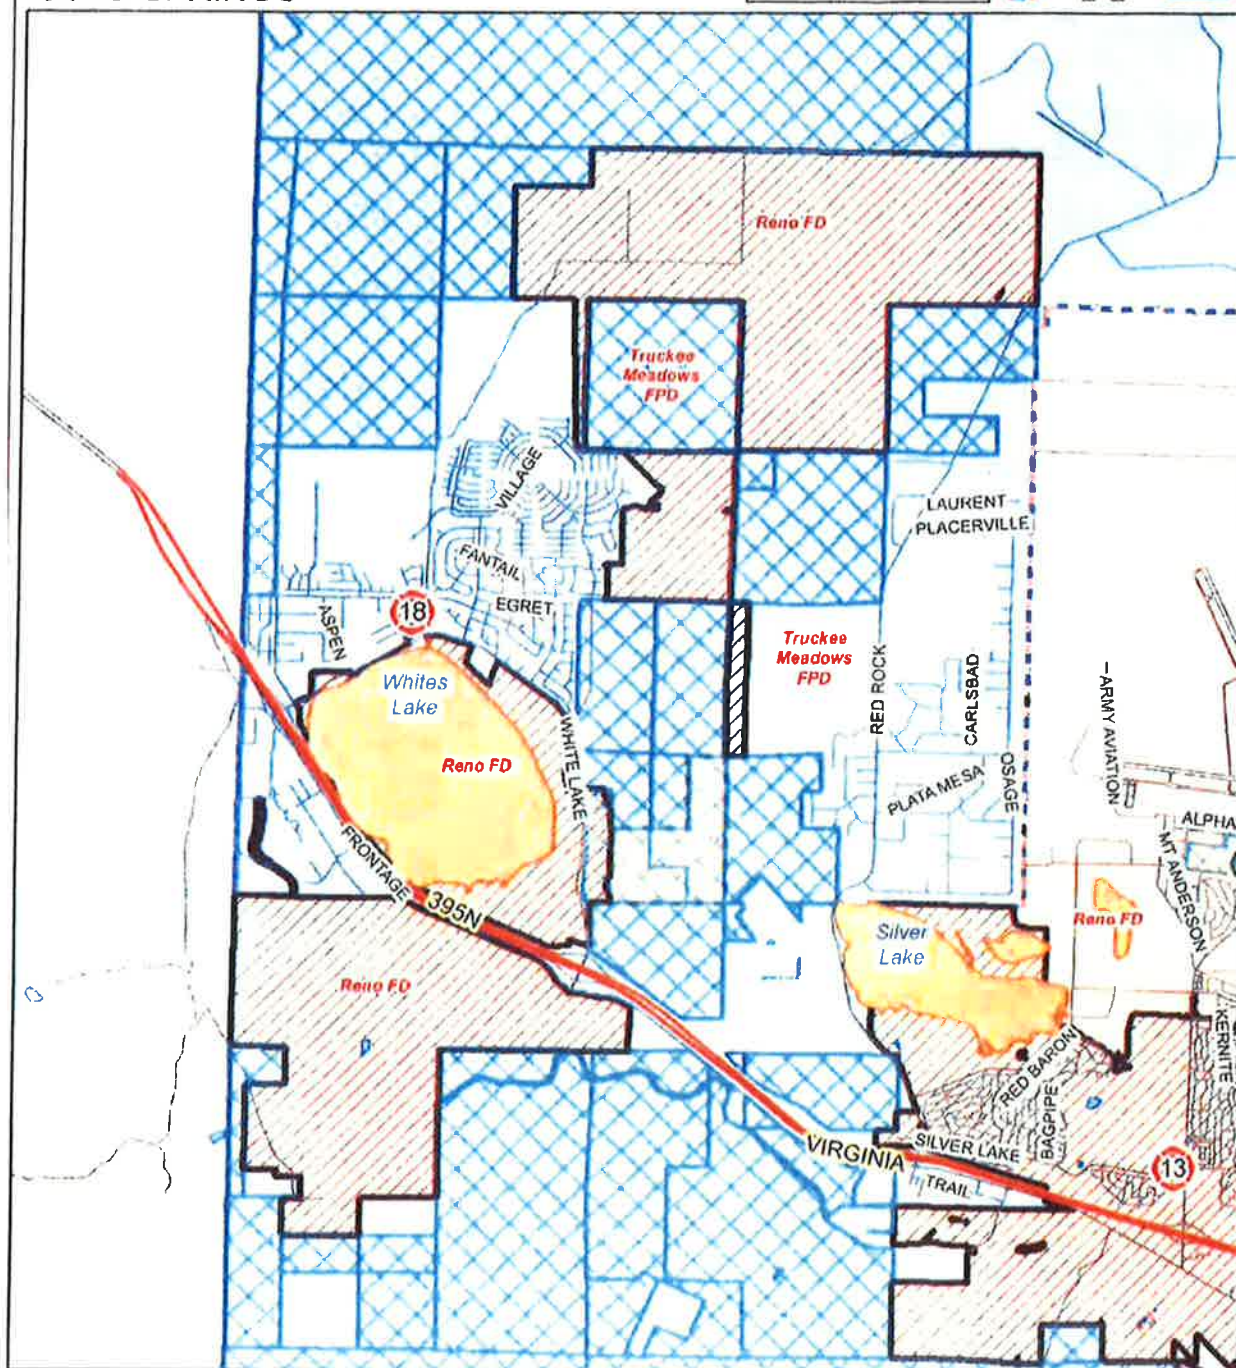 Reno FD
Truckee
Meadows
FPD
VILLAGE
LAURENT
PLACERVILLE
FANTAIL
EGRET
ASPEN
18
Truckee
Meadows
FPD
Whites
Lake
RED ROCK
CARLSBAD
ARMY AVIATION
Reno FD
WHITE LAKE
PLATA MESA
OSAGE
ALPHA
FRONTAGE
MT ANDERSON
395N
Silver
Lake
Reno FD
Reno FD
KERNITE
RED BARON
BAGPIPE
VIRGINIA
SILVER LAKE
13
TRAIL